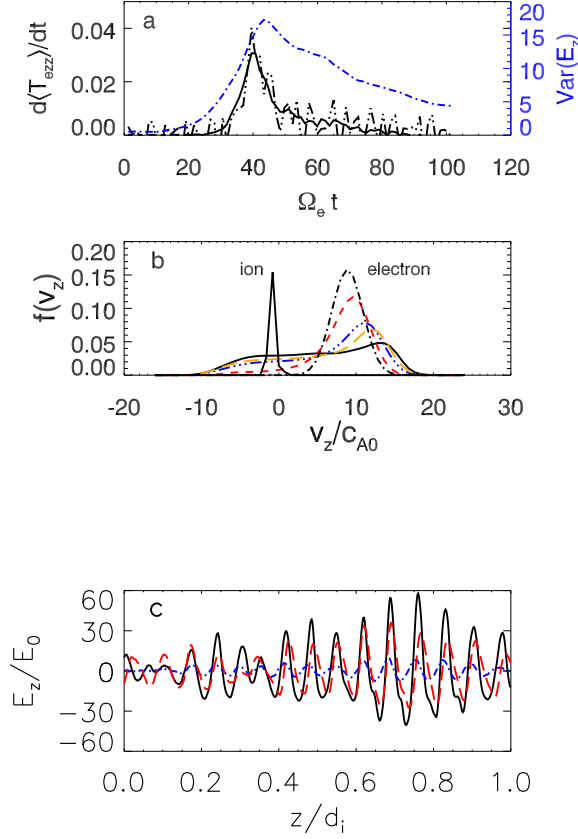 a
d⟨T_ezz⟩/dt
0.04
0.02
0.00
20
15
10
5
0
Var(E_z)
0 20 40 60 80 100 120
Ω_e t
b
ion
electron
f(v_z)
0.20
0.15
0.10
0.05
0.00
-20 -10 0 10 20 30
v_z/c_A0
c
E_z/E_0
60
30
0
−30
−60
0.0 0.2 0.4 0.6 0.8 1.0
z/d_i